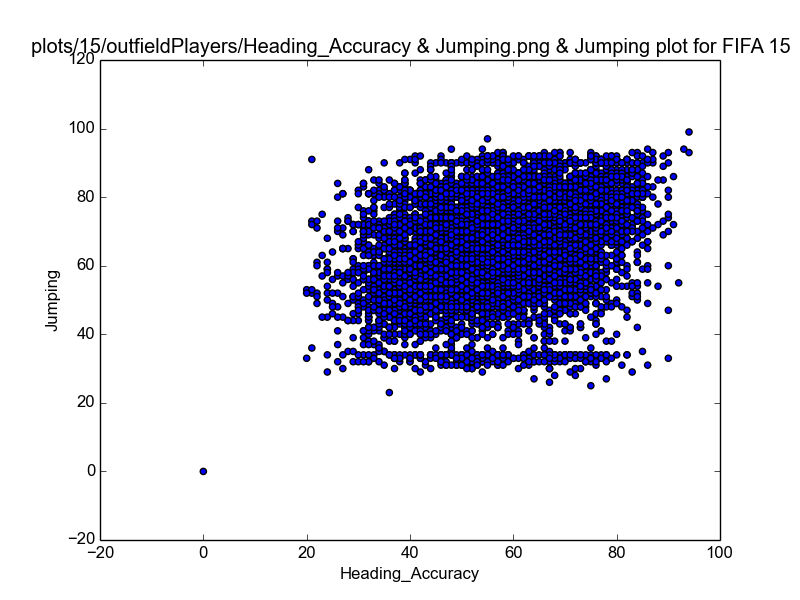 plots/15/outfieldPlayers/Heading_Accuracy & Jumping.png & Jumping plot for FIFA 15
120
100
80
60
40
20
0
−20
Jumping
−20 0 20 40 60 80 100
Heading_Accuracy